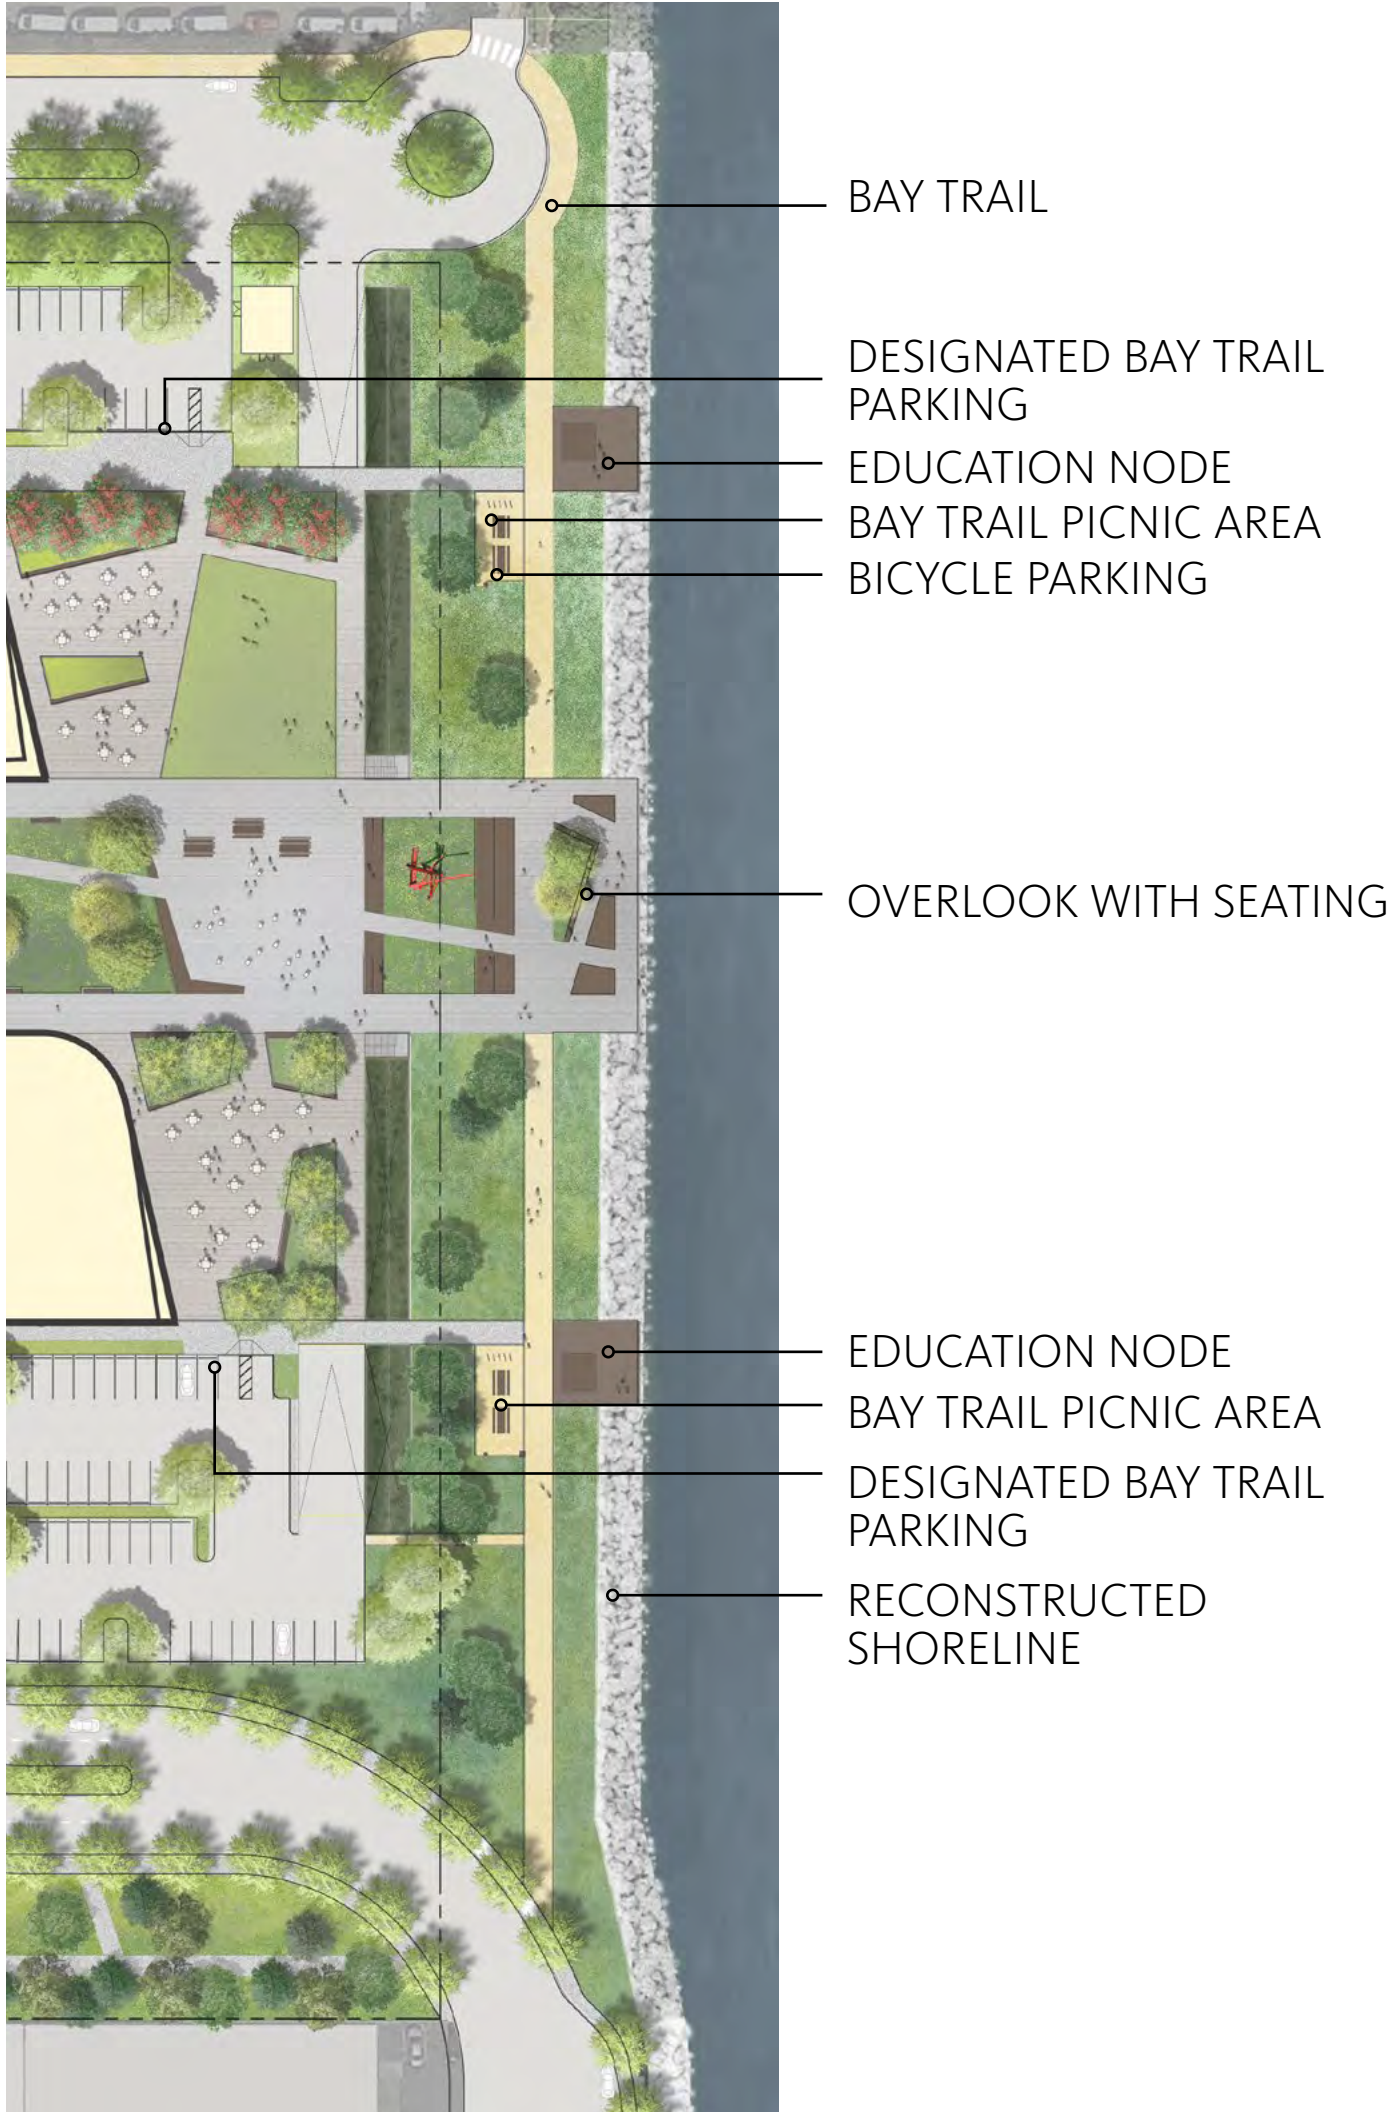 BAY TRAIL
DESIGNATED BAY TRAIL
PARKING
EDUCATION NODE
BAY TRAIL PICNIC AREA
BICYCLE PARKING
OVERLOOK WITH SEATING
EDUCATION NODE
BAY TRAIL PICNIC AREA
DESIGNATED BAY TRAIL
PARKING
RECONSTRUCTED
SHORELINE